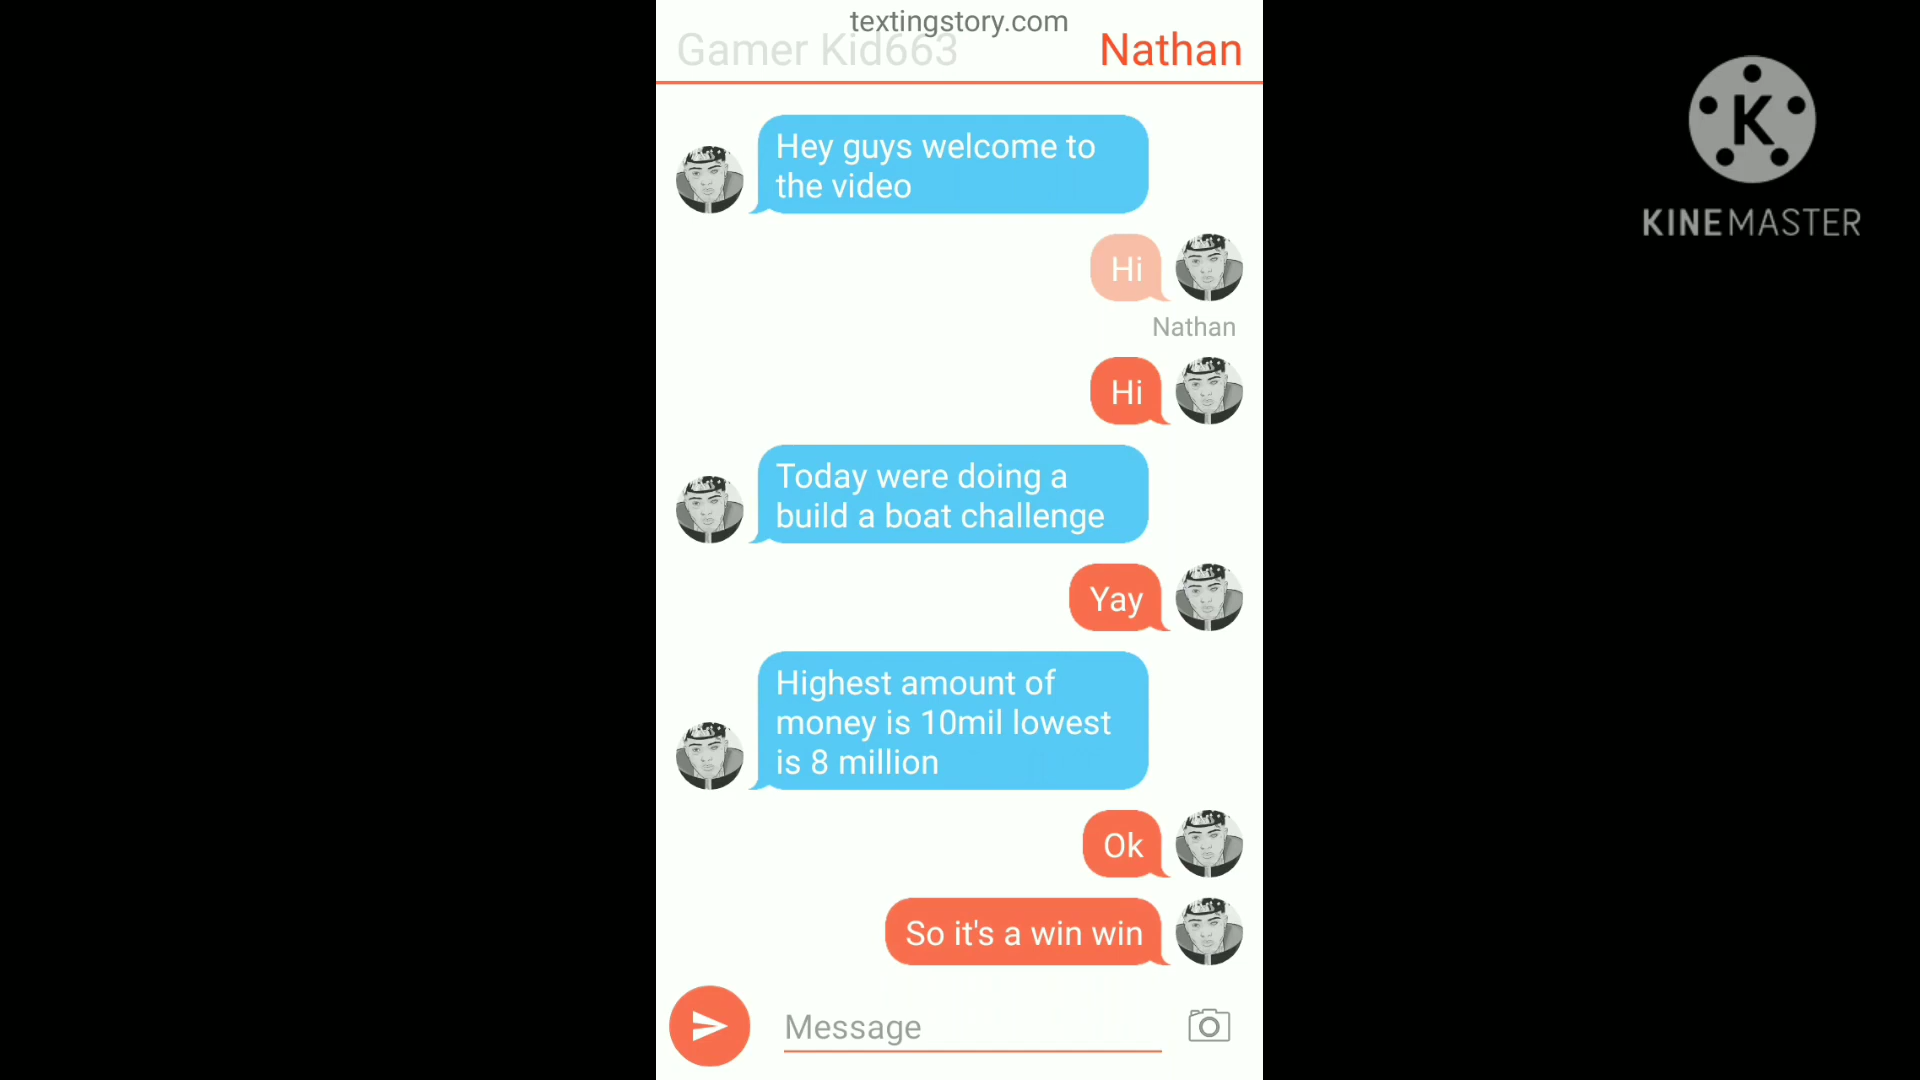 textingstory.com
Gamer Kid663
Nathan
Hey guys welcome to
the video
Hi
Nathan
Hi
Today were doing a
build a boat challenge
Yay
Highest amount of
money is 10mil lowest
is 8 million
Ok
So it's a win win
Message
K
KINEMASTER